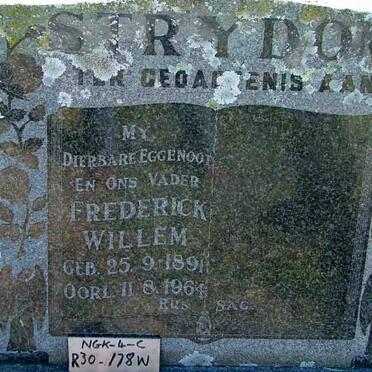 STRYDOM
TER GEDAGTENIS AAN
MY
DIERBARE EGGENOOT
EN ONS VADER
FREDERICK
WILLEM
GEB. 25.9.1891
OORL. 11 8.1964
RUS SAG
NGK-4-C
R30-178W